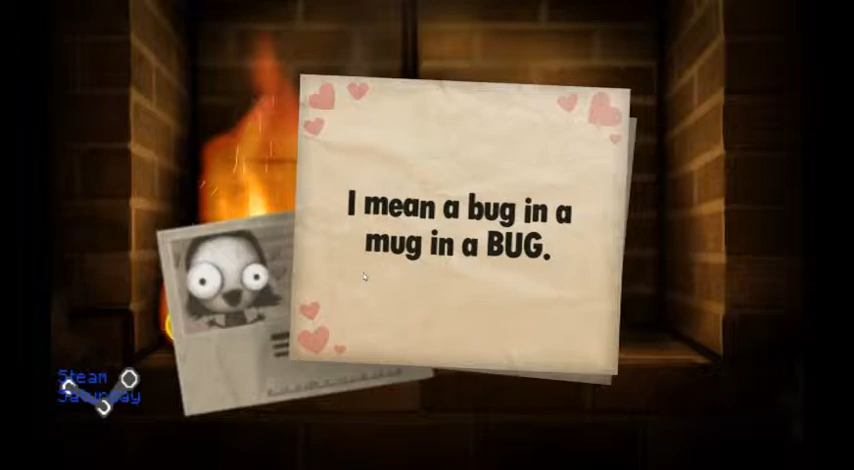 I mean a bug in a
mug in a BUG.
Steam
Saturday